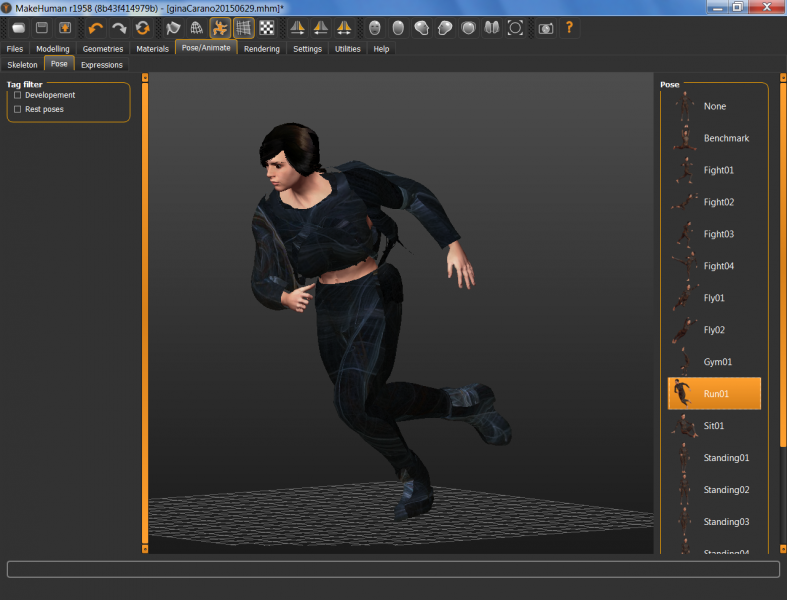 MakeHuman r1958 (8b43f414979b) - [ginaCarano20150629.mhm]*
Files Modelling Geometries Materials Pose/Animate Rendering Settings Utilities Help
Skeleton Pose Expressions
Tag filter
Developement
Rest poses
Pose
None
Benchmark
Fight01
Fight02
Fight03
Fight04
Fly01
Fly02
Gym01
Run01
Sit01
Standing01
Standing02
Standing03
Standing04